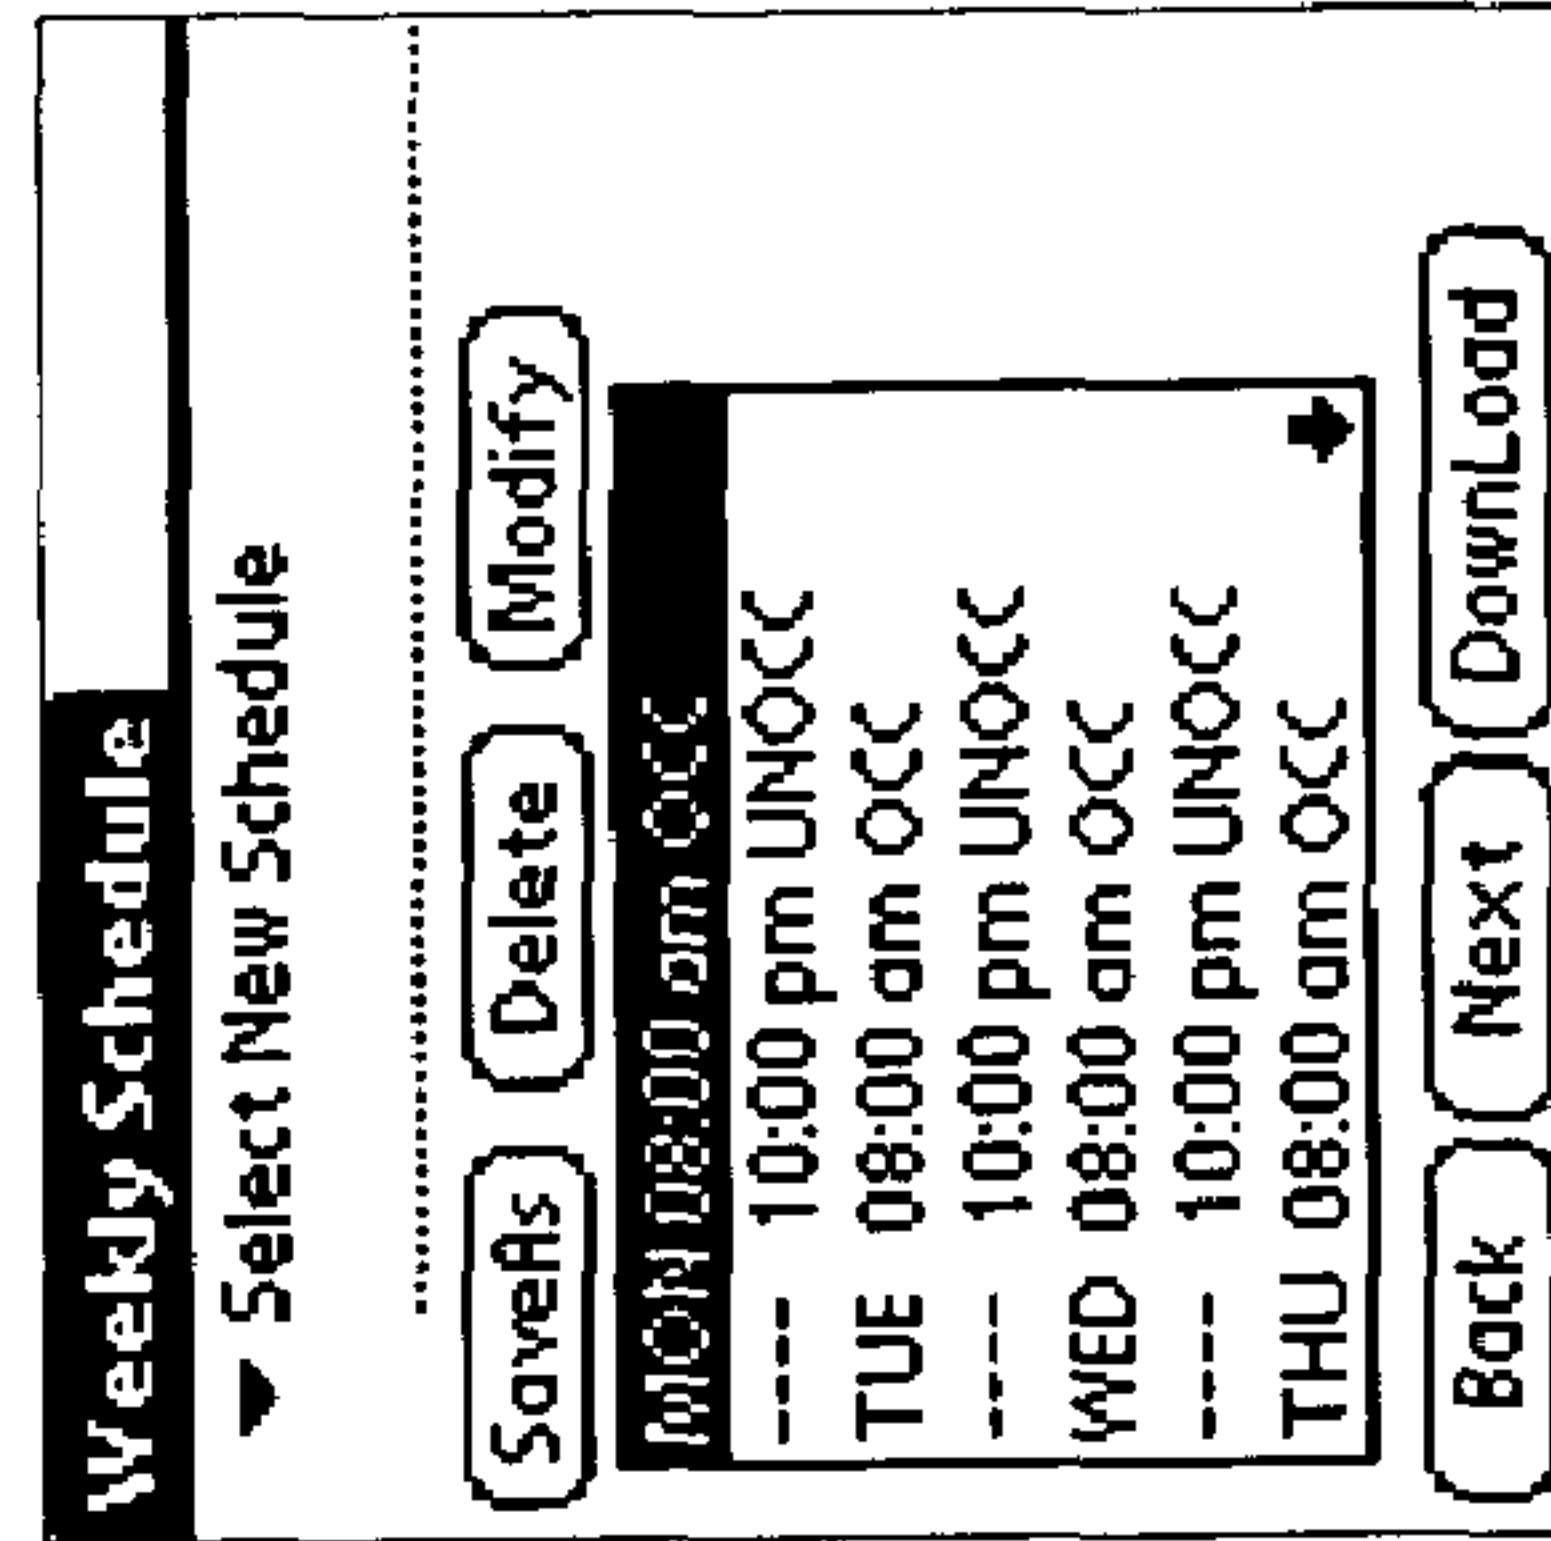 Weekly Schedule
Select New Schedule
SaveAs Delete Modify
MON 08:00 am OCC
---- 10:00 pm UNOCC
TUE 08:00 am OCC
---- 10:00 pm UNOCC
WED 08:00 am OCC
---- 10:00 pm UNOCC
THU 08:00 am OCC
Back Next DownLoad